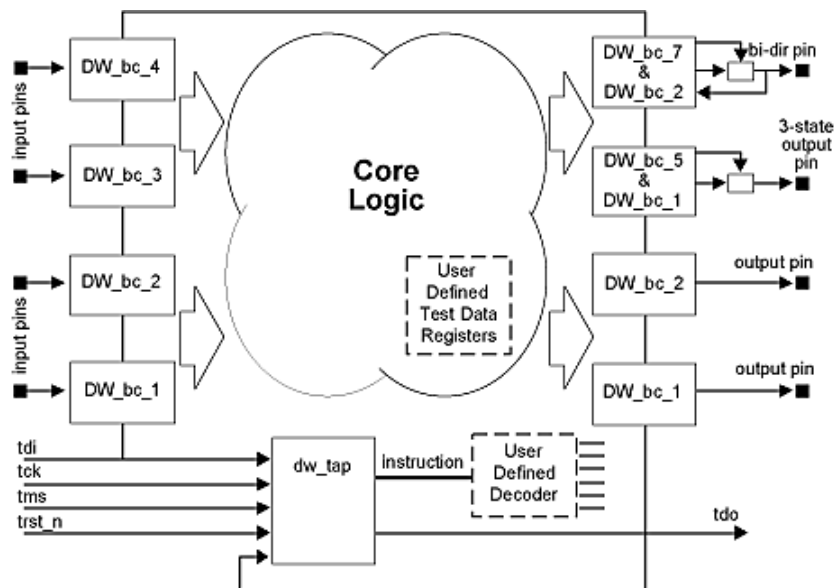 input pins
DW_bc_4
DW_bc_3
input pins
DW_bc_2
DW_bc_1
Core
Logic
User
Defined
Test Data
Registers
DW_bc_7
&
DW_bc_2
bi-dir pin
DW_bc_5
&
DW_bc_1
3-state
output
pin
DW_bc_2
output pin
DW_bc_1
output pin
tdi
tck
tms
trst_n
dw_tap
instruction
User
Defined
Decoder
tdo